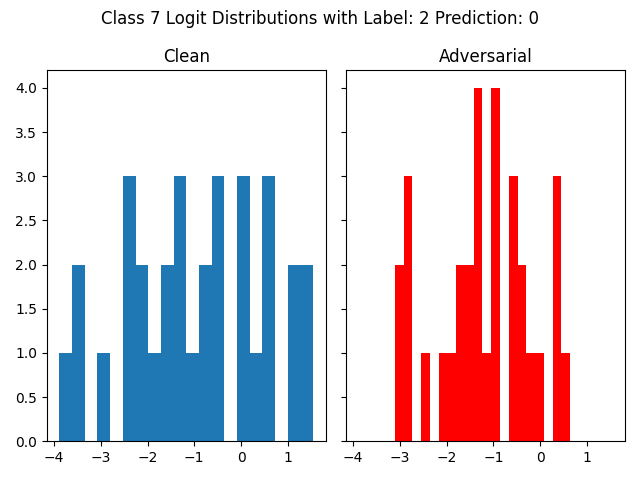 Class 7 Logit Distributions with Label: 2 Prediction: 0
Clean
Adversarial
4.0
3.5
3.0
2.5
2.0
1.5
1.0
0.5
0.0
−4 −3 −2 −1 0 1
−4 −3 −2 −1 0 1